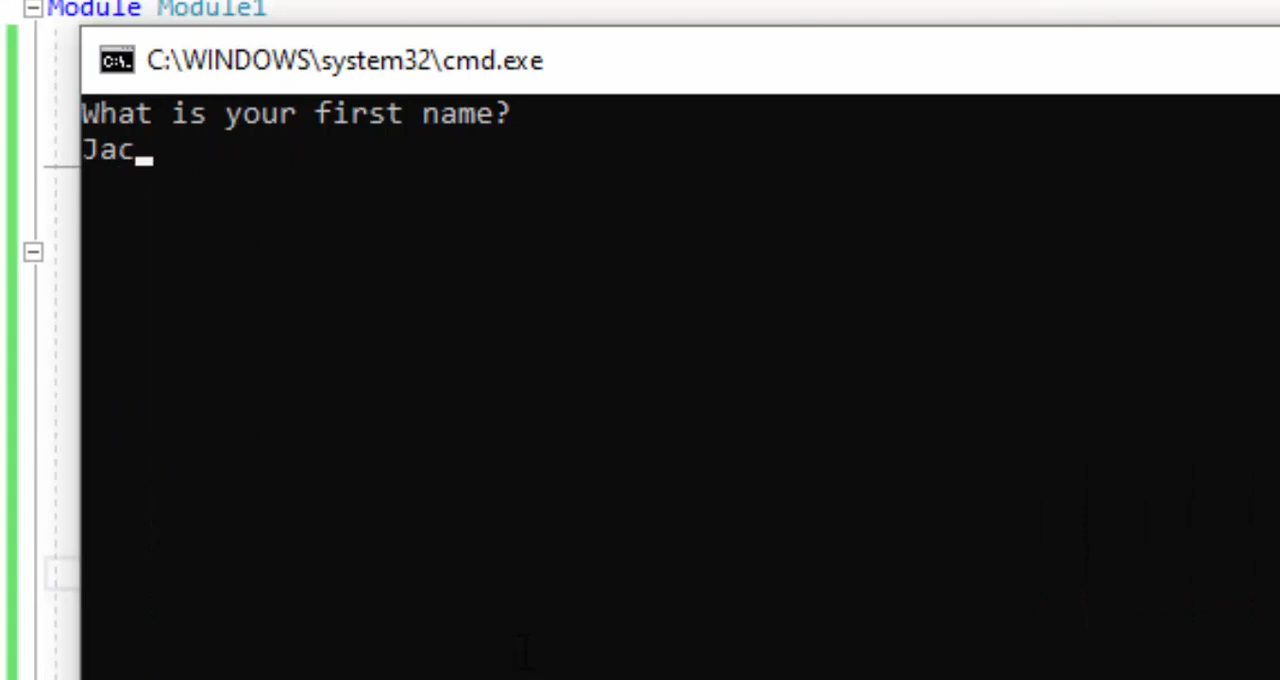 Module Module1
C:\WINDOWS\system32\cmd.exe
What is your first name?
Jac